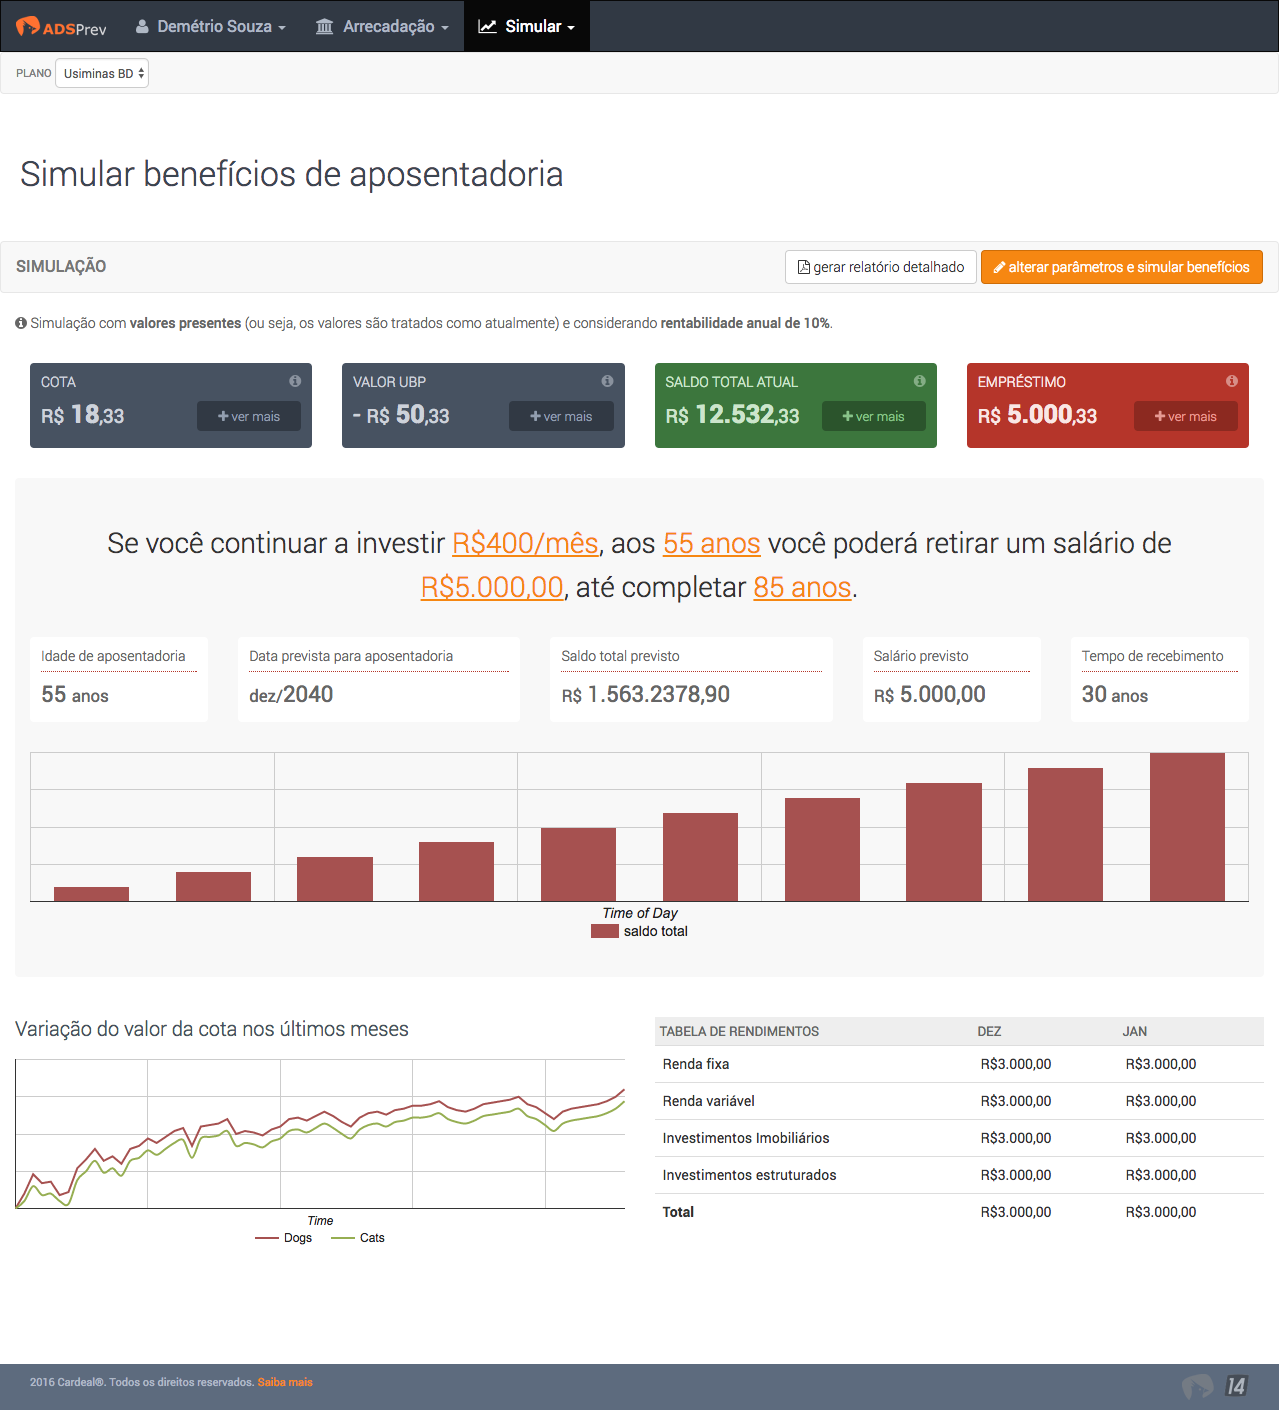 ADSPrev Demétrio Souza Arrecadação Simular
PLANO Usiminas BD
Simular benefícios de aposentadoria
SIMULAÇÃO gerar relatório detalhado alterar parâmetros e simular benefícios
Simulação com valores presentes (ou seja, os valores são tratados como atualmente) e considerando rentabilidade anual de 10%.
COTA
R$ 18,33 + ver mais
VALOR UBP
- R$ 50,33 + ver mais
SALDO TOTAL ATUAL
R$ 12.532,33 + ver mais
EMPRÉSTIMO
R$ 5.000,33 + ver mais
Se você continuar a investir R$400/mês, aos 55 anos você poderá retirar um salário de
R$5.000,00, até completar 85 anos.
Idade de aposentadoria
55 anos
Data prevista para aposentadoria
dez/2040
Saldo total previsto
R$ 1.563.2378,90
Salário previsto
R$ 5.000,00
Tempo de recebimento
30 anos
Time of Day
saldo total
Variação do valor da cota nos últimos meses
Time
Dogs Cats
TABELA DE RENDIMENTOS DEZ JAN
Renda fixa R$3.000,00 R$3.000,00
Renda variável R$3.000,00 R$3.000,00
Investimentos Imobiliários R$3.000,00 R$3.000,00
Investimentos estruturados R$3.000,00 R$3.000,00
Total R$3.000,00 R$3.000,00
2016 Cardeal®. Todos os direitos reservados. Saiba mais
14